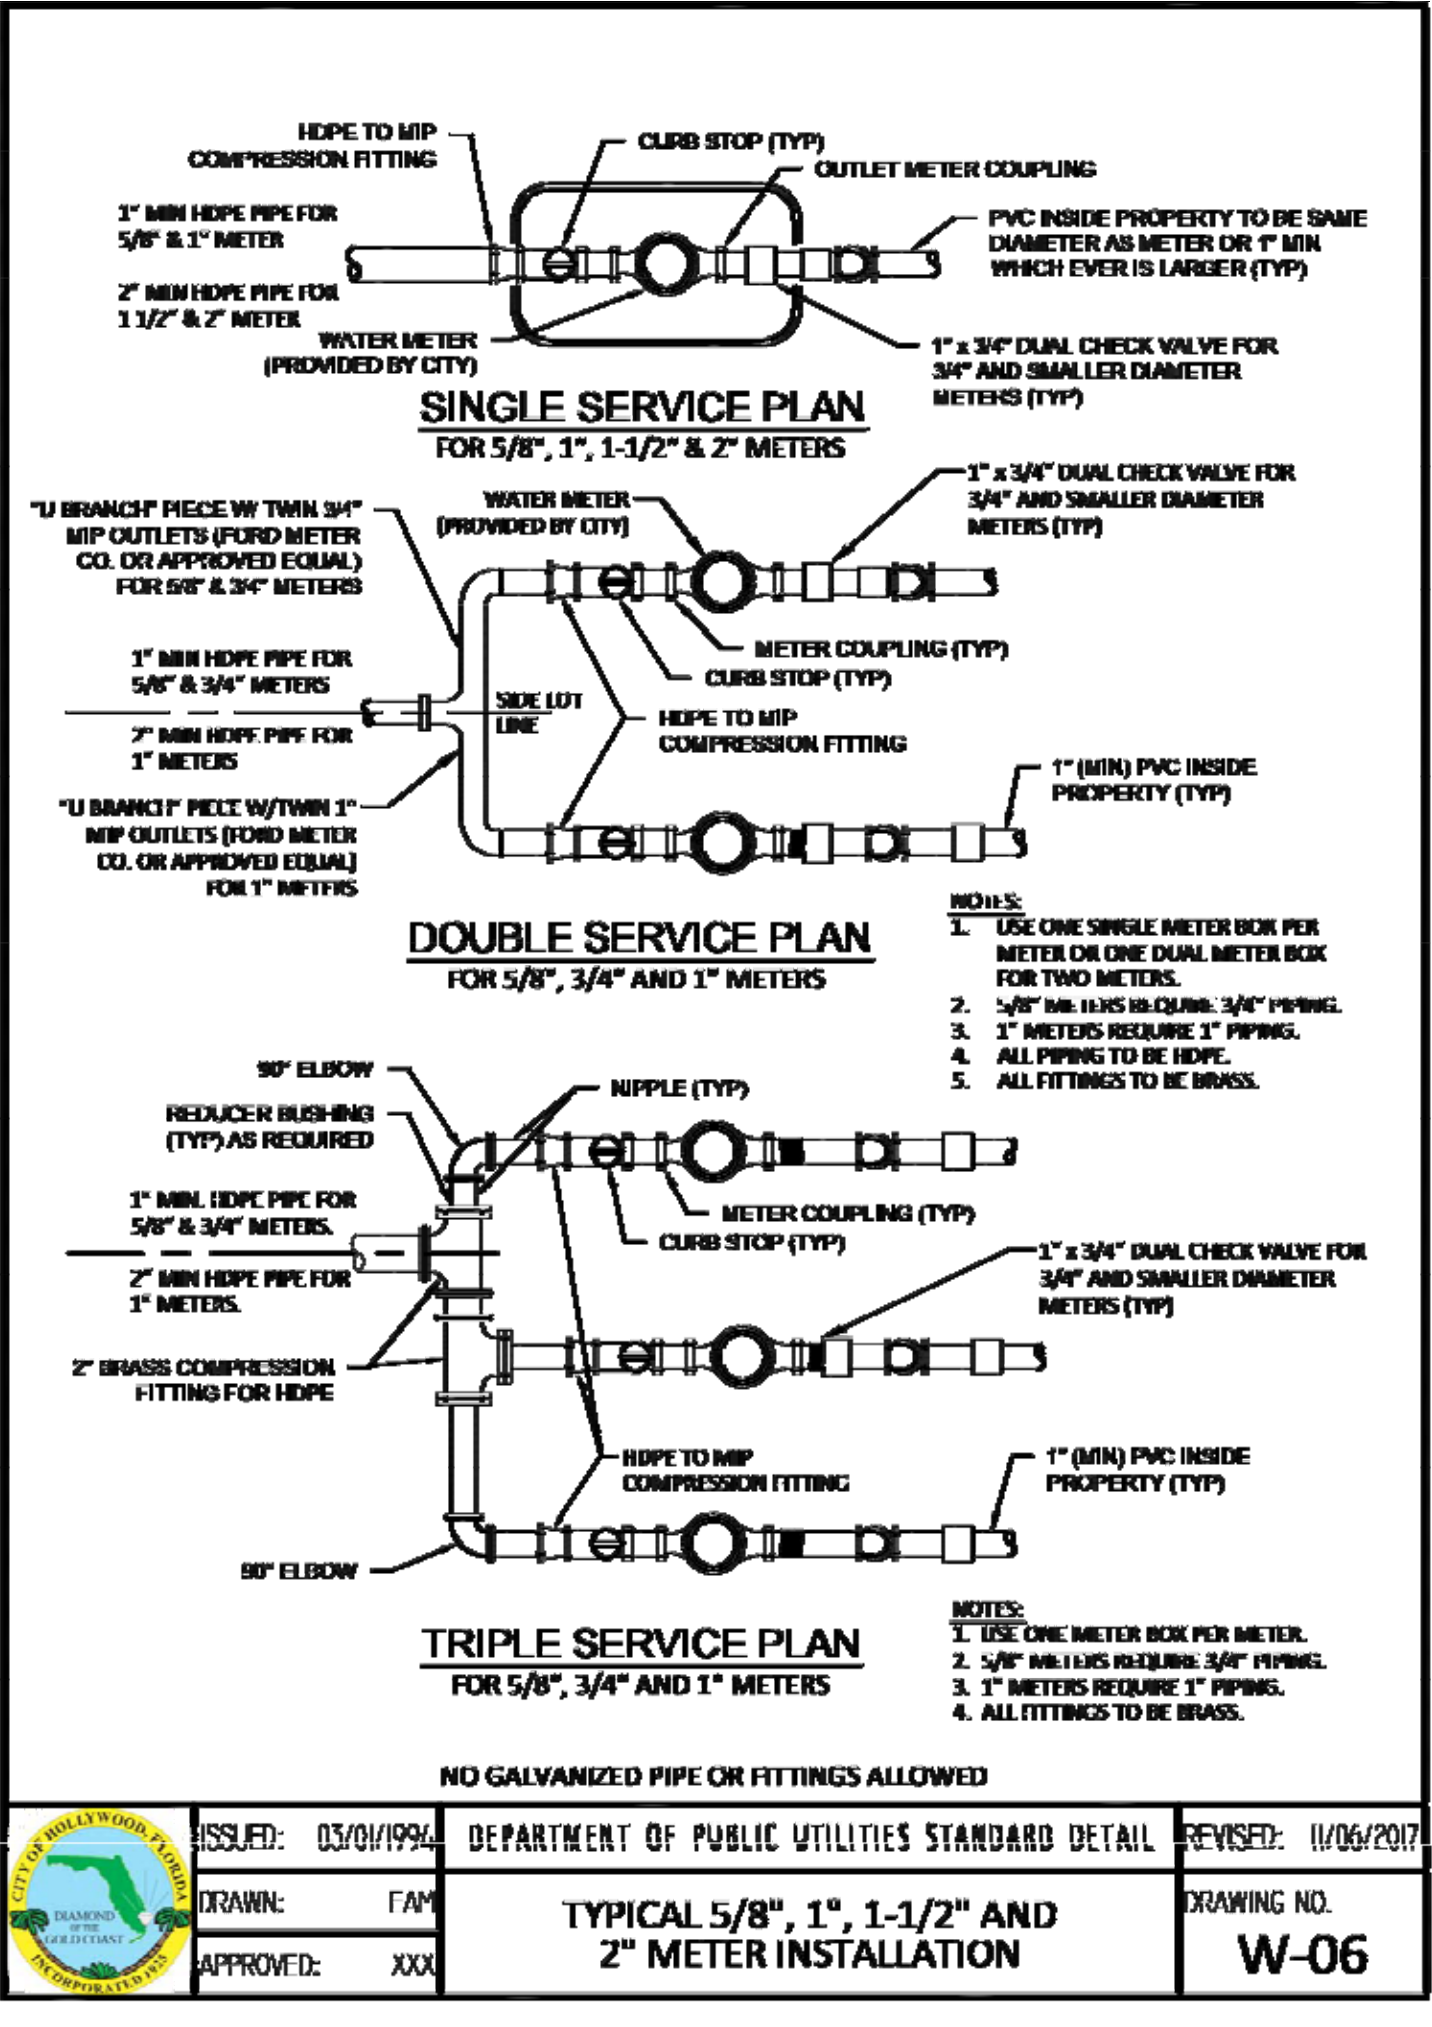 HDPE TO MIP
COMPRESSION FITTING
CURB STOP (TYP)
OUTLET METER COUPLING
1" MIN HDPE PIPE FOR
5/8" & 1" METER
PVC INSIDE PROPERTY TO BE SAME
DIAMETER AS METER OR 1" MIN
WHICH EVER IS LARGER (TYP)
2" MIN HDPE PIPE FOR
1 1/2" & 2" METER
WATER METER
(PROVIDED BY CITY)
1" x 3/4" DUAL CHECK VALVE FOR
3/4" AND SMALLER DIAMETER
METERS (TYP)
SINGLE SERVICE PLAN
FOR 5/8", 1", 1-1/2" & 2" METERS
"U BRANCH" PIECE W/ TWIN 3/4"
MIP OUTLETS (FORD METER
CO. OR APPROVED EQUAL)
FOR 5/8" & 3/4" METERS
WATER METER
(PROVIDED BY CITY)
1" x 3/4" DUAL CHECK VALVE FOR
3/4" AND SMALLER DIAMETER
METERS (TYP)
1" MIN HDPE PIPE FOR
5/8" & 3/4" METERS
METER COUPLING (TYP)
CURB STOP (TYP)
SIDE LOT
LINE
HDPE TO MIP
COMPRESSION FITTING
2" MIN HDPE PIPE FOR
1" METERS
1" (MIN) PVC INSIDE
PROPERTY (TYP)
"U BRANCH" PIECE W/TWIN 1"
MIP OUTLETS (FORD METER
CO. OR APPROVED EQUAL)
FOR 1" METERS
DOUBLE SERVICE PLAN
FOR 5/8", 3/4" AND 1" METERS
NOTES:
1. USE ONE SINGLE METER BOX PER
METER OR ONE DUAL METER BOX
FOR TWO METERS.
2. 5/8" METERS REQUIRE 3/4" PIPING.
3. 1" METERS REQUIRE 1" PIPING.
4. ALL PIPING TO BE HDPE.
5. ALL FITTINGS TO BE BRASS.
90° ELBOW
NIPPLE (TYP)
REDUCER BUSHING
(TYP) AS REQUIRED
1" MIN. HDPE PIPE FOR
5/8" & 3/4" METERS.
METER COUPLING (TYP)
CURB STOP (TYP)
2" MIN HDPE PIPE FOR
1" METERS.
1" x 3/4" DUAL CHECK VALVE FOR
3/4" AND SMALLER DIAMETER
METERS (TYP)
2" BRASS COMPRESSION
FITTING FOR HDPE
HDPE TO MIP
COMPRESSION FITTING
1" (MIN) PVC INSIDE
PROPERTY (TYP)
90° ELBOW
TRIPLE SERVICE PLAN
FOR 5/8", 3/4" AND 1" METERS
NOTES:
1. USE ONE METER BOX PER METER.
2. 5/8" METERS REQUIRE 3/4" PIPING.
3. 1" METERS REQUIRE 1" PIPING.
4. ALL FITTINGS TO BE BRASS.
NO GALVANIZED PIPE OR FITTINGS ALLOWED
CITY OF HOLLYWOOD, FLORIDA
DIAMOND
OF THE
GOLD COAST
INCORPORATED 1925
ISSUED: 03/01/1994
DRAWN: FAM
APPROVED: XXX
DEPARTMENT OF PUBLIC UTILITIES STANDARD DETAIL
TYPICAL 5/8", 1", 1-1/2" AND
2" METER INSTALLATION
REVISED: 11/06/2017
DRAWING NO.
W-06